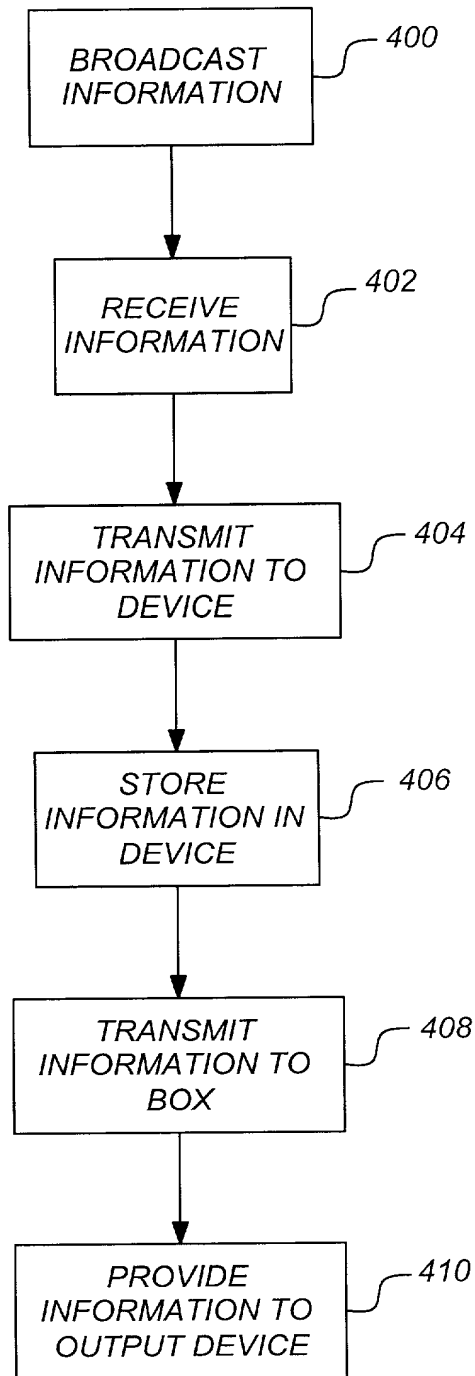 BROADCAST
INFORMATION
400
RECEIVE
INFORMATION
402
TRANSMIT
INFORMATION TO
DEVICE
404
STORE
INFORMATION IN
DEVICE
406
TRANSMIT
INFORMATION TO
BOX
408
PROVIDE
INFORMATION TO
OUTPUT DEVICE
410